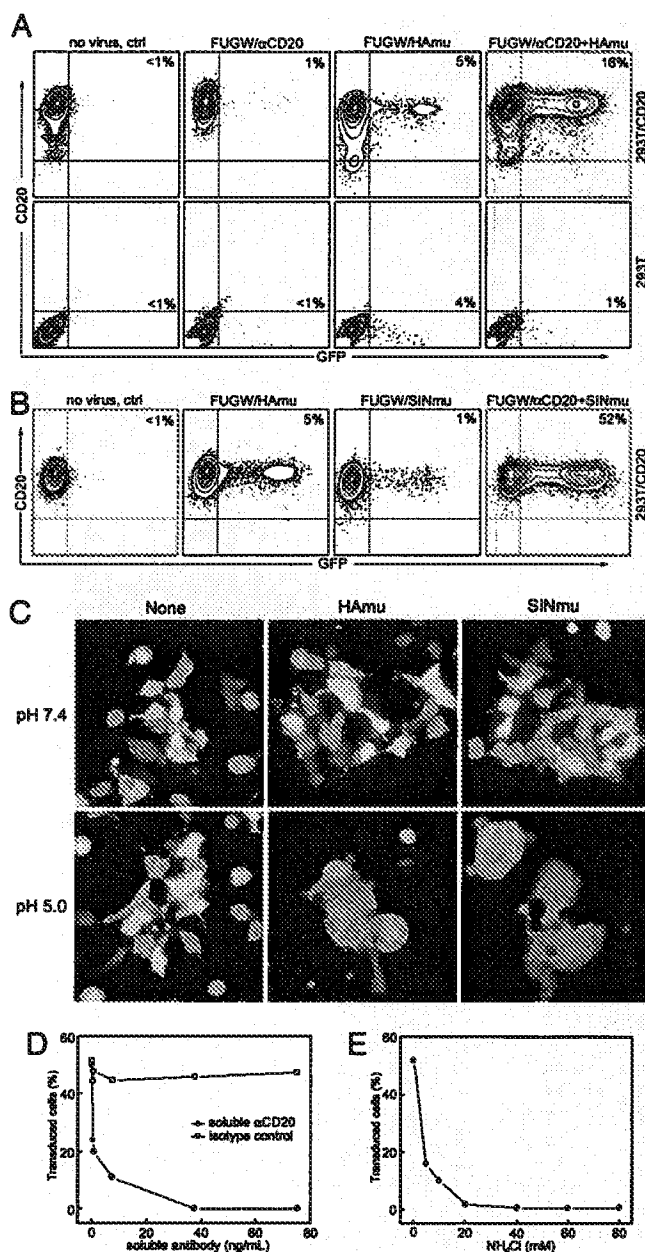 A
no virus, ctrl FUGW/αCD20 FUGW/HAmu FUGW/αCD20+HAmu
<1% 1% 5% 16%
293T/CD20
CD20
<1% <1% 4% 1%
293T
GFP
B
no virus, ctrl FUGW/HAmu FUGW/SINmu FUGW/αCD20+SINmu
<1% 5% 1% 52%
CD20
293T/CD20
GFP
C
None HAmu SINmu
pH 7.4
pH 5.0
D
Transduced cells (%)
60
40
20
0
soluble αCD20
isotype control
0 20 40 60 80
soluble antibody (ng/mL)
E
Transduced cells (%)
60
40
20
0
0 20 40 60 80
NH₄Cl (mM)